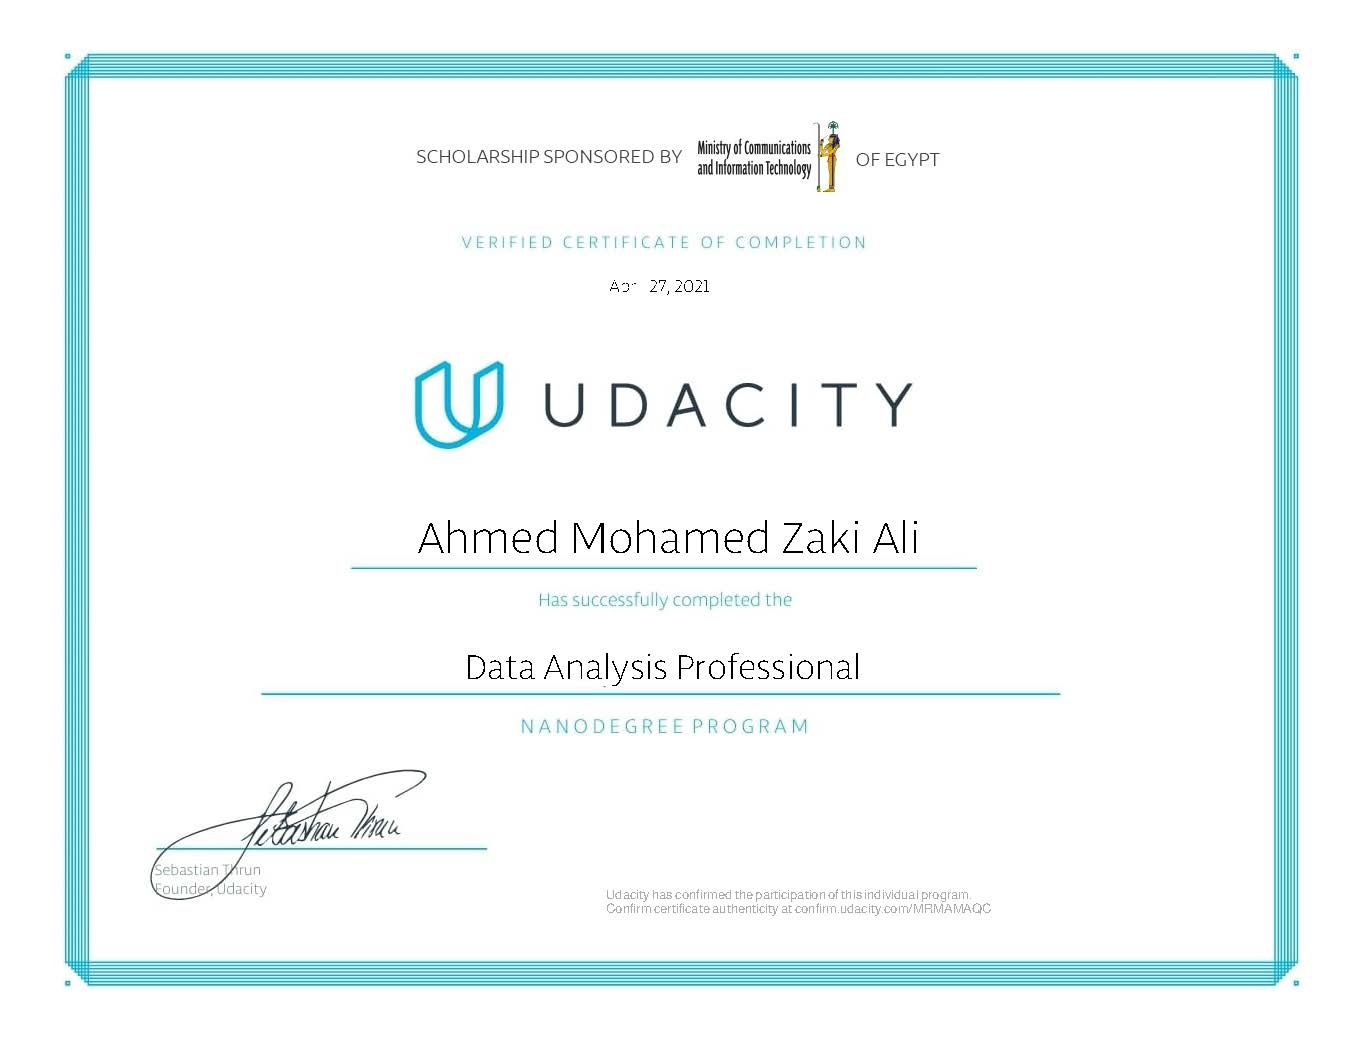 SCHOLARSHIP SPONSORED BY Ministry of Communications and Information Technology OF EGYPT
VERIFIED CERTIFICATE OF COMPLETION
27, 2021
UDACITY
Ahmed Mohamed Zaki Ali
Has successfully completed the
Data Analysis Professional
NANODEGREE PROGRAM
Sebastian Thrun
Sebastian Thrun
Founder, Udacity
Udacity has confirmed the participation of this individual program.
Confirm certificate authenticity at confirm.udacity.com/MRMAMAQC